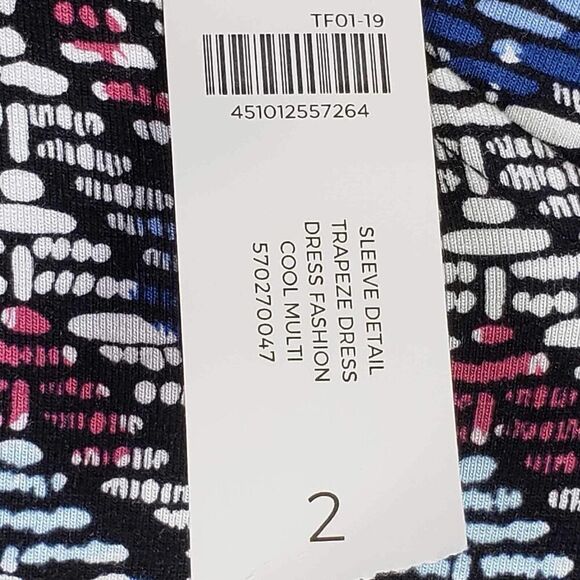 TF01-19
451012557264
SLEEVE DETAIL
TRAPEZE DRESS
DRESS FASHION
COOL MULTI
570270047
2